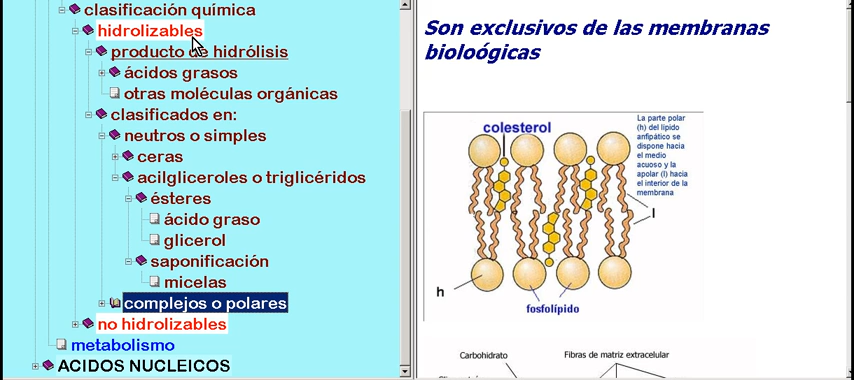 clasificación química
hidrolizables
producto de hidrólisis
ácidos grasos
otras moléculas orgánicas
clasificados en:
neutros o simples
ceras
acilgliceroles o triglicéridos
ésteres
ácido graso
glicerol
saponificación
micelas
complejos o polares
no hidrolizables
metabolismo
ACIDOS NUCLEICOS
Son exclusivos de las membranas
bioloógicas
colesterol
La parte polar
(h) del lípido
anfipático se
dispone hacia
el medio
acuoso y la
apolar (l) hacia
el interior de la
membrana
l
h
fosfolípido
Carbohidrato
Fibras de matriz extracelular